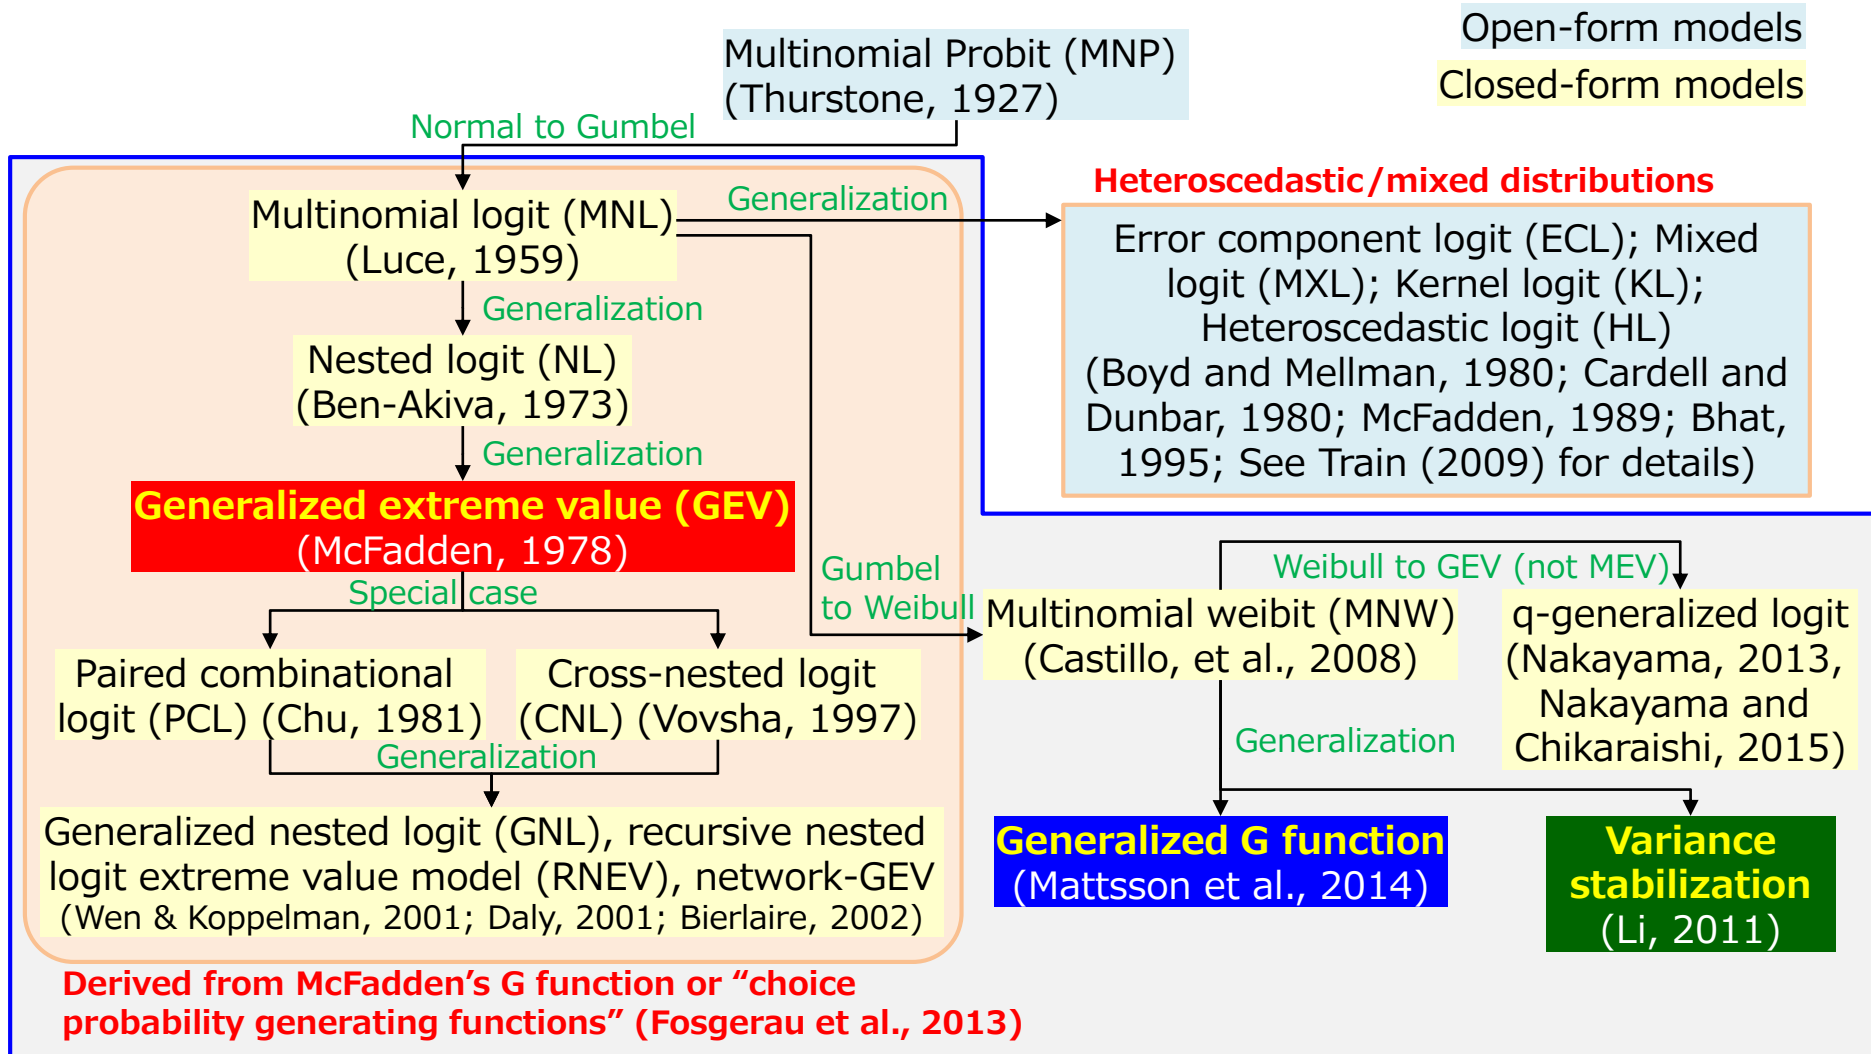 Open-form models
Closed-form models
Multinomial Probit (MNP)
(Thurstone, 1927)
Normal to Gumbel
Multinomial logit (MNL)
(Luce, 1959)
Generalization
Heteroscedastic/mixed distributions
Error component logit (ECL); Mixed
logit (MXL); Kernel logit (KL);
Heteroscedastic logit (HL)
(Boyd and Mellman, 1980; Cardell and
Dunbar, 1980; McFadden, 1989; Bhat,
1995; See Train (2009) for details)
Generalization
Nested logit (NL)
(Ben-Akiva, 1973)
Generalization
Generalized extreme value (GEV)
(McFadden, 1978)
Special case
Paired combinational
logit (PCL) (Chu, 1981)
Cross-nested logit
(CNL) (Vovsha, 1997)
Generalization
Generalized nested logit (GNL), recursive nested
logit extreme value model (RNEV), network-GEV
(Wen & Koppelman, 2001; Daly, 2001; Bierlaire, 2002)
Derived from McFadden's G function or “choice
probability generating functions” (Fosgerau et al., 2013)
Gumbel
to Weibull
Multinomial weibit (MNW)
(Castillo, et al., 2008)
Weibull to GEV (not MEV)
q-generalized logit
(Nakayama, 2013,
Nakayama and
Chikaraishi, 2015)
Generalization
Generalized G function
(Mattsson et al., 2014)
Variance
stabilization
(Li, 2011)